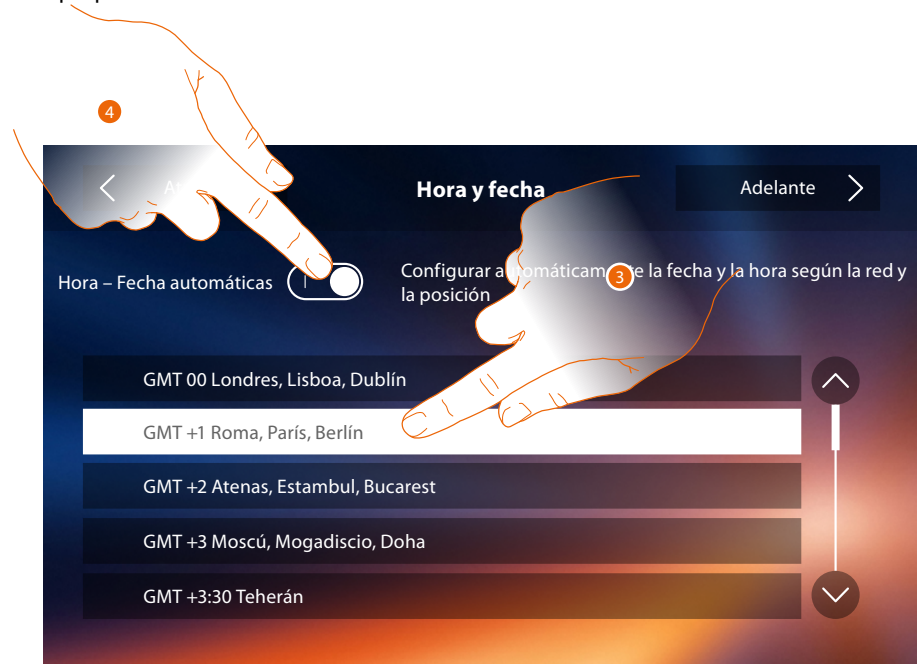 4
Hora y fecha
Adelante
Hora – Fecha automáticas
3
la fecha y la hora según la red y
la posición
GMT 00 Londres, Lisboa, Dublín
GMT +1 Roma, París, Berlín
GMT +2 Atenas, Estambul, Bucarest
GMT +3 Moscú, Mogadiscio, Doha
GMT +3:30 Teherán